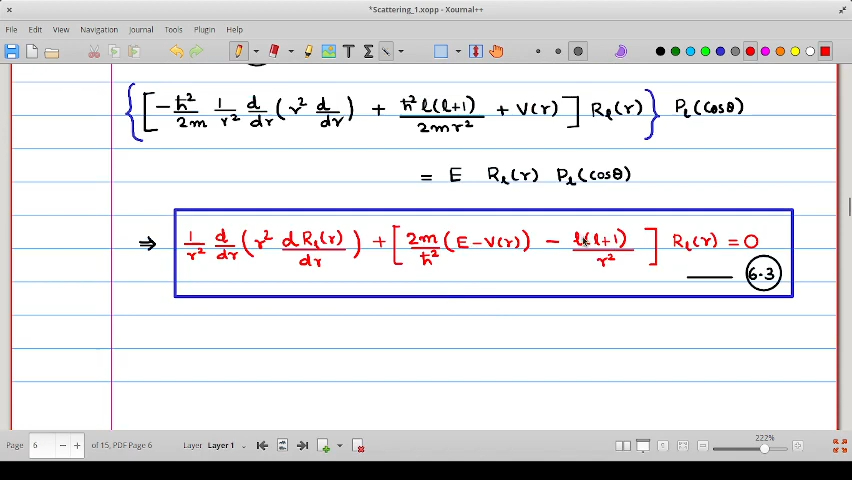 *Scattering_1.xopp - Xournal++
File Edit View Navigation Journal Tools Plugin Help
{[-ħ²/2m 1/r² d/dr (r² d/dr) + ħ² l(l+1)/2mr² + V(r)] Rₗ(r)} Pₗ(cosθ)
= E Rₗ(r) Pₗ(cosθ)
⇒ 1/r² d/dr (r² dRₗ(r)/dr) + [2m/ħ² (E-V(r)) - l(l+1)/r²] Rₗ(r) = 0
6.3
Page 6 of 15, PDF Page 6 Layer Layer 1 222%